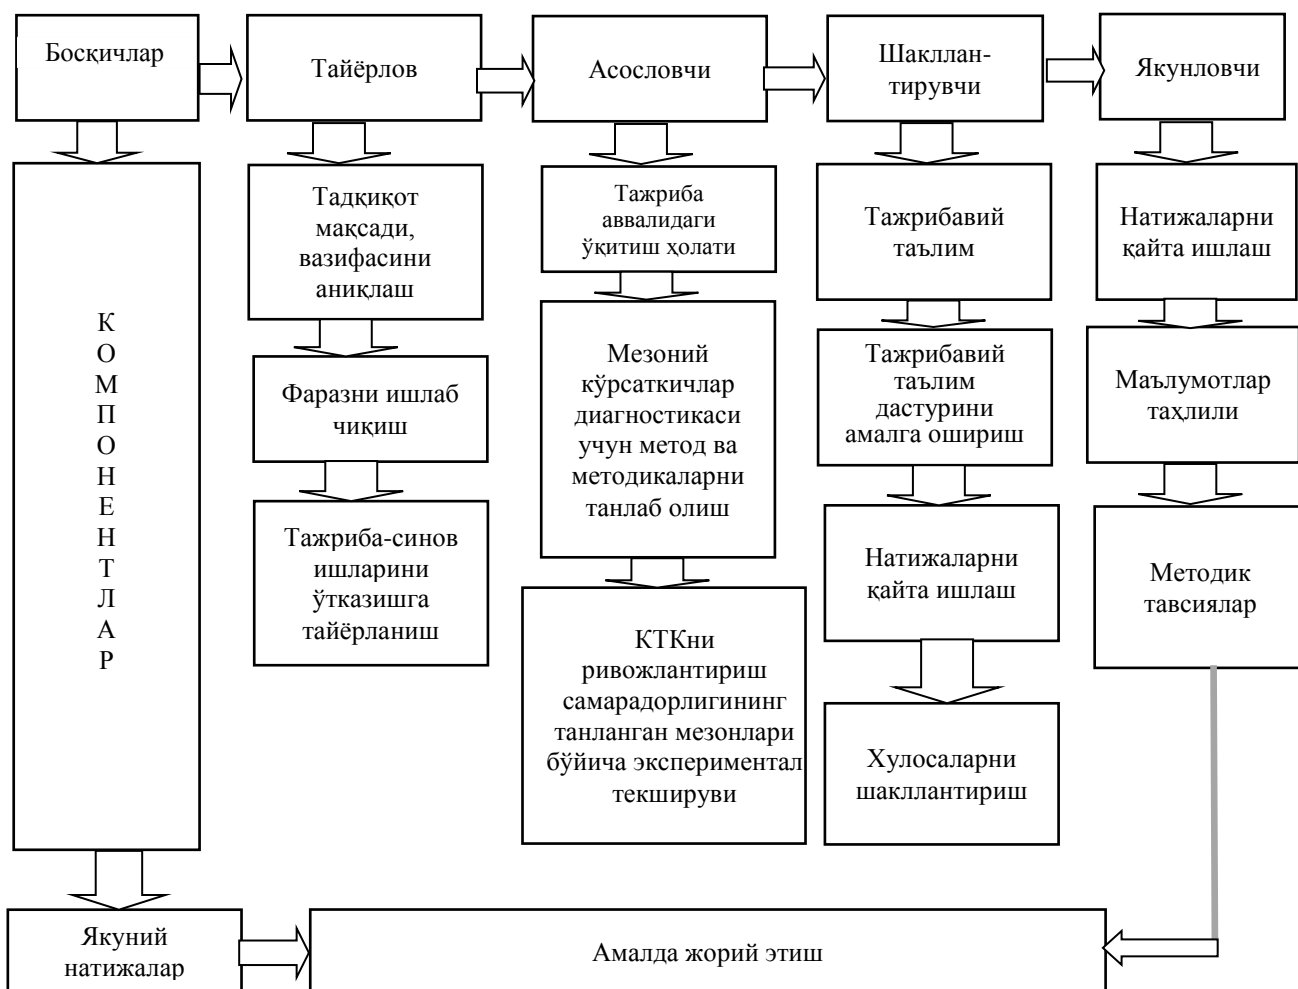 Босқичлар
Тайёрлов
Асословчи
Шакллан-
тирувчи
Якунловчи
К
О
М
П
О
Н
Е
Н
Т
Л
А
Р
Тадқиқот
мақсади,
вазифасини
аниқлаш
Фаразни ишлаб
чиқиш
Тажриба-синов
ишларини
ўтказишга
тайёрланиш
Тажриба
аввалидаги
ўқитиш ҳолати
Мезоний
кўрсаткичлар
диагностикаси
учун метод ва
методикаларни
танлаб олиш
КТКни
ривожлантириш
самарадорлигининг
танланган мезонлари
бўйича экспериментал
текшируви
Тажрибавий
таълим
Тажрибавий
таълим
дастурини
амалга ошириш
Натижаларни
қайта ишлаш
Хулосаларни
шакллантириш
Натижаларни
қайта ишлаш
Маълумотлар
таҳлили
Методик
тавсиялар
Якуний
натижалар
Амалда жорий этиш